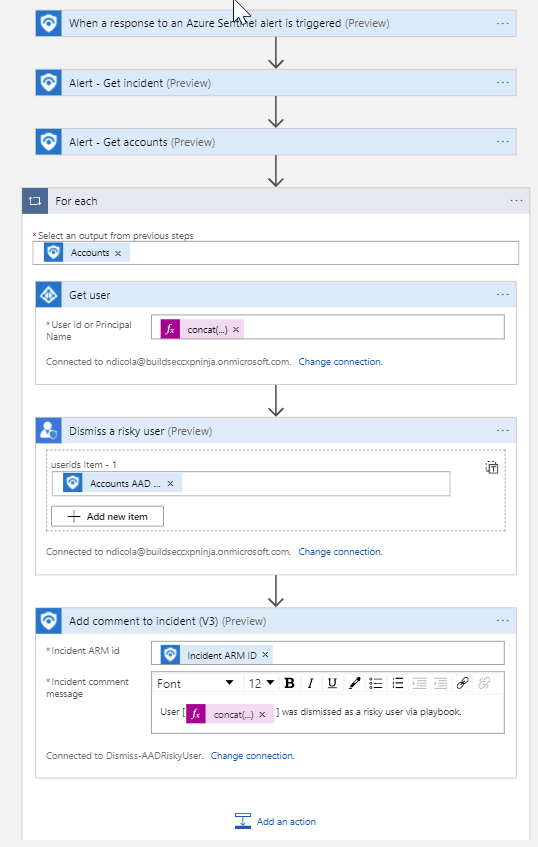 When a response to an Azure Sentinel alert is triggered (Preview)
Alert - Get incident (Preview)
Alert - Get accounts (Preview)
For each
*Select an output from previous steps
Accounts ×
Get user
*User Id or Principal
Name
fx concat(...) ×
Connected to ndicola@buildseccxpninja.onmicrosoft.com. Change connection.
Dismiss a risky user (Preview)
userIds Item - 1
Accounts AAD ... ×
Add new item
Connected to ndicola@buildseccxpninja.onmicrosoft.com. Change connection.
Add comment to incident (V3) (Preview)
*Incident ARM id
Incident ARM ID ×
*Incident comment
message
Font 12 B I U
User [ fx concat(...) × ] was dismissed as a risky user via playbook.
Connected to Dismiss-AADRiskyUser. Change connection.
Add an action